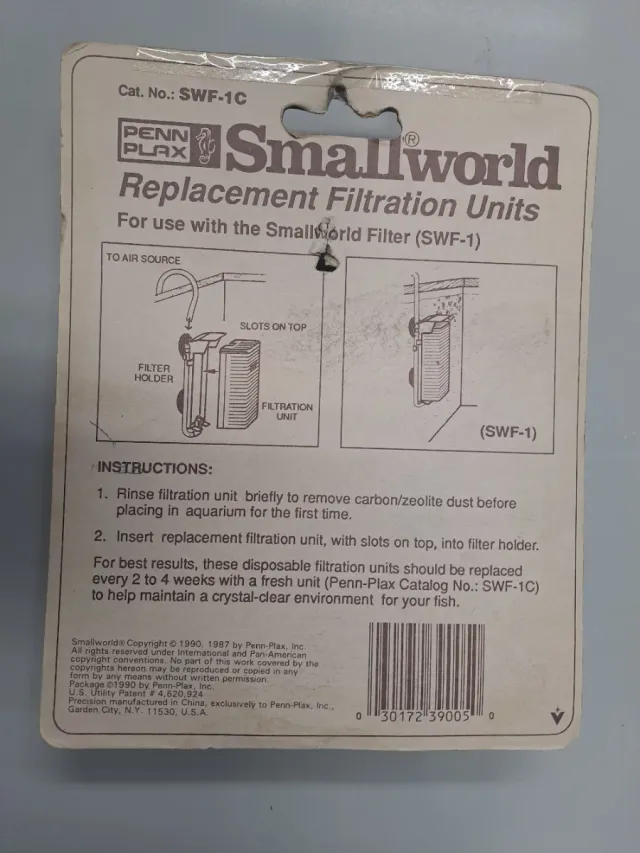 Cat. No.: SWF-1C
PENN PLAX Smallworld®
Replacement Filtration Units
For use with the Smallworld Filter (SWF-1)
TO AIR SOURCE
SLOTS ON TOP
FILTER
HOLDER
FILTRATION
UNIT
(SWF-1)
INSTRUCTIONS:
1. Rinse filtration unit briefly to remove carbon/zeolite dust before
placing in aquarium for the first time.
2. Insert replacement filtration unit, with slots on top, into filter holder.
For best results, these disposable filtration units should be replaced
every 2 to 4 weeks with a fresh unit (Penn-Plax Catalog No.: SWF-1C)
to help maintain a crystal-clear environment for your fish.
Smallworld® Copyright © 1990, 1987 by Penn-Plax, Inc.
All rights reserved under International and Pan-American
copyright conventions. No part of this work covered by the
copyrights hereon may be reproduced or copied in any
form by any means without written permission.
Package ©1990 by Penn-Plax, Inc.
U.S. Utility Patent # 4,620,924
Precision manufactured in China, exclusively to Penn-Plax, Inc.,
Garden City, N.Y. 11530, U.S.A.
0 30172 39005 0